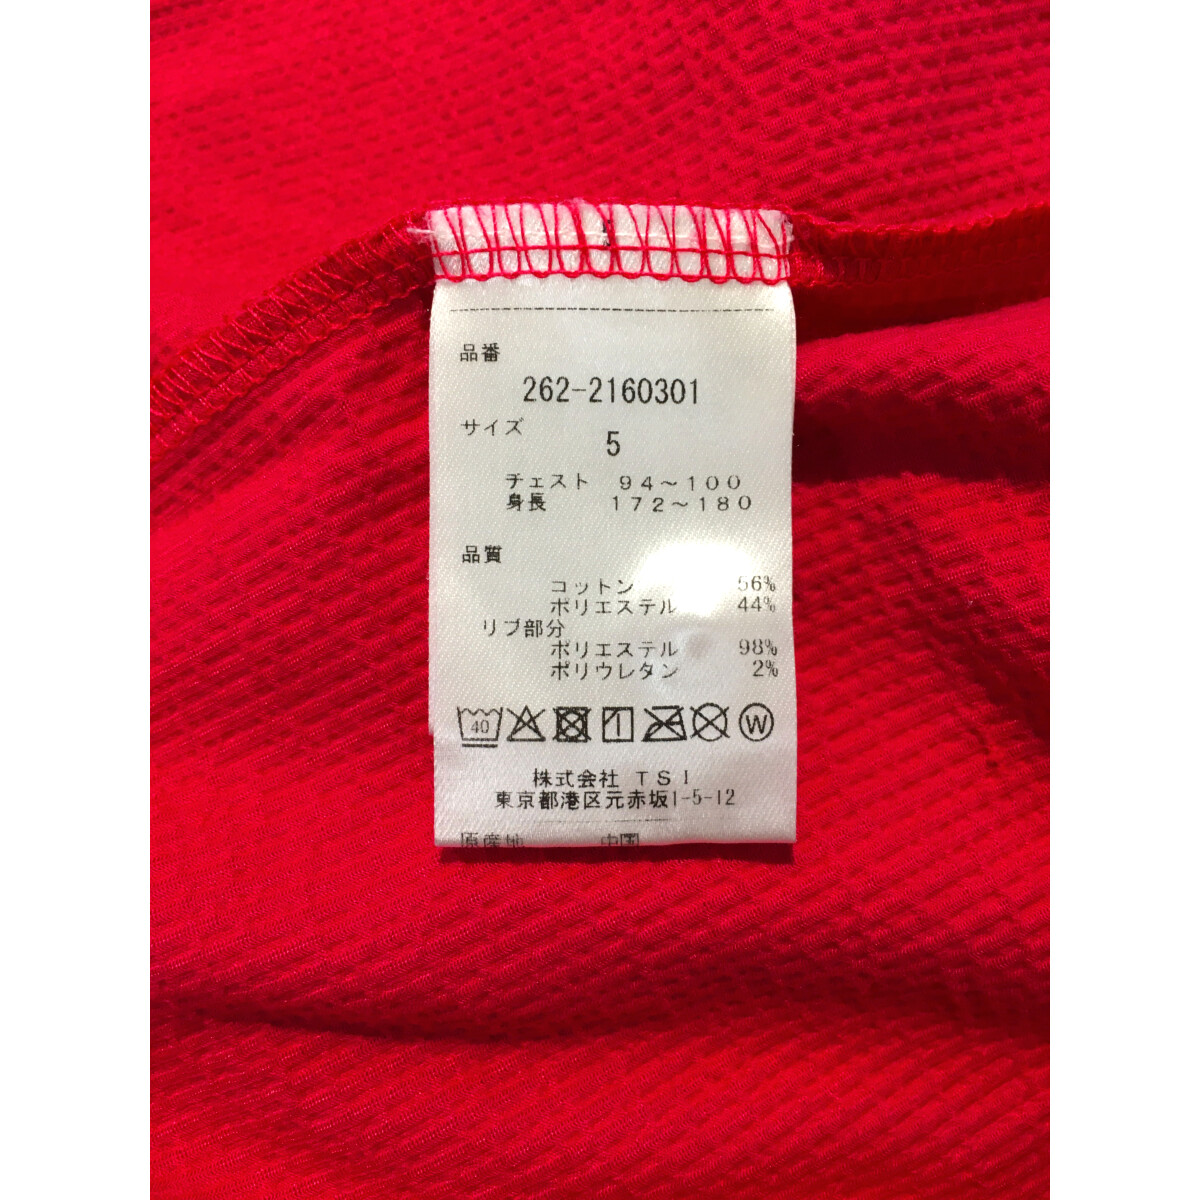 品番
262-2160301
サイズ
5
チェスト 94～100
身長 172～180
品質
コットン 56%
ポリエステル 44%
リブ部分
ポリエステル 98%
ポリウレタン 2%
40 W
株式会社 TSI
東京都港区元赤坂1-5-12
原産地 中国